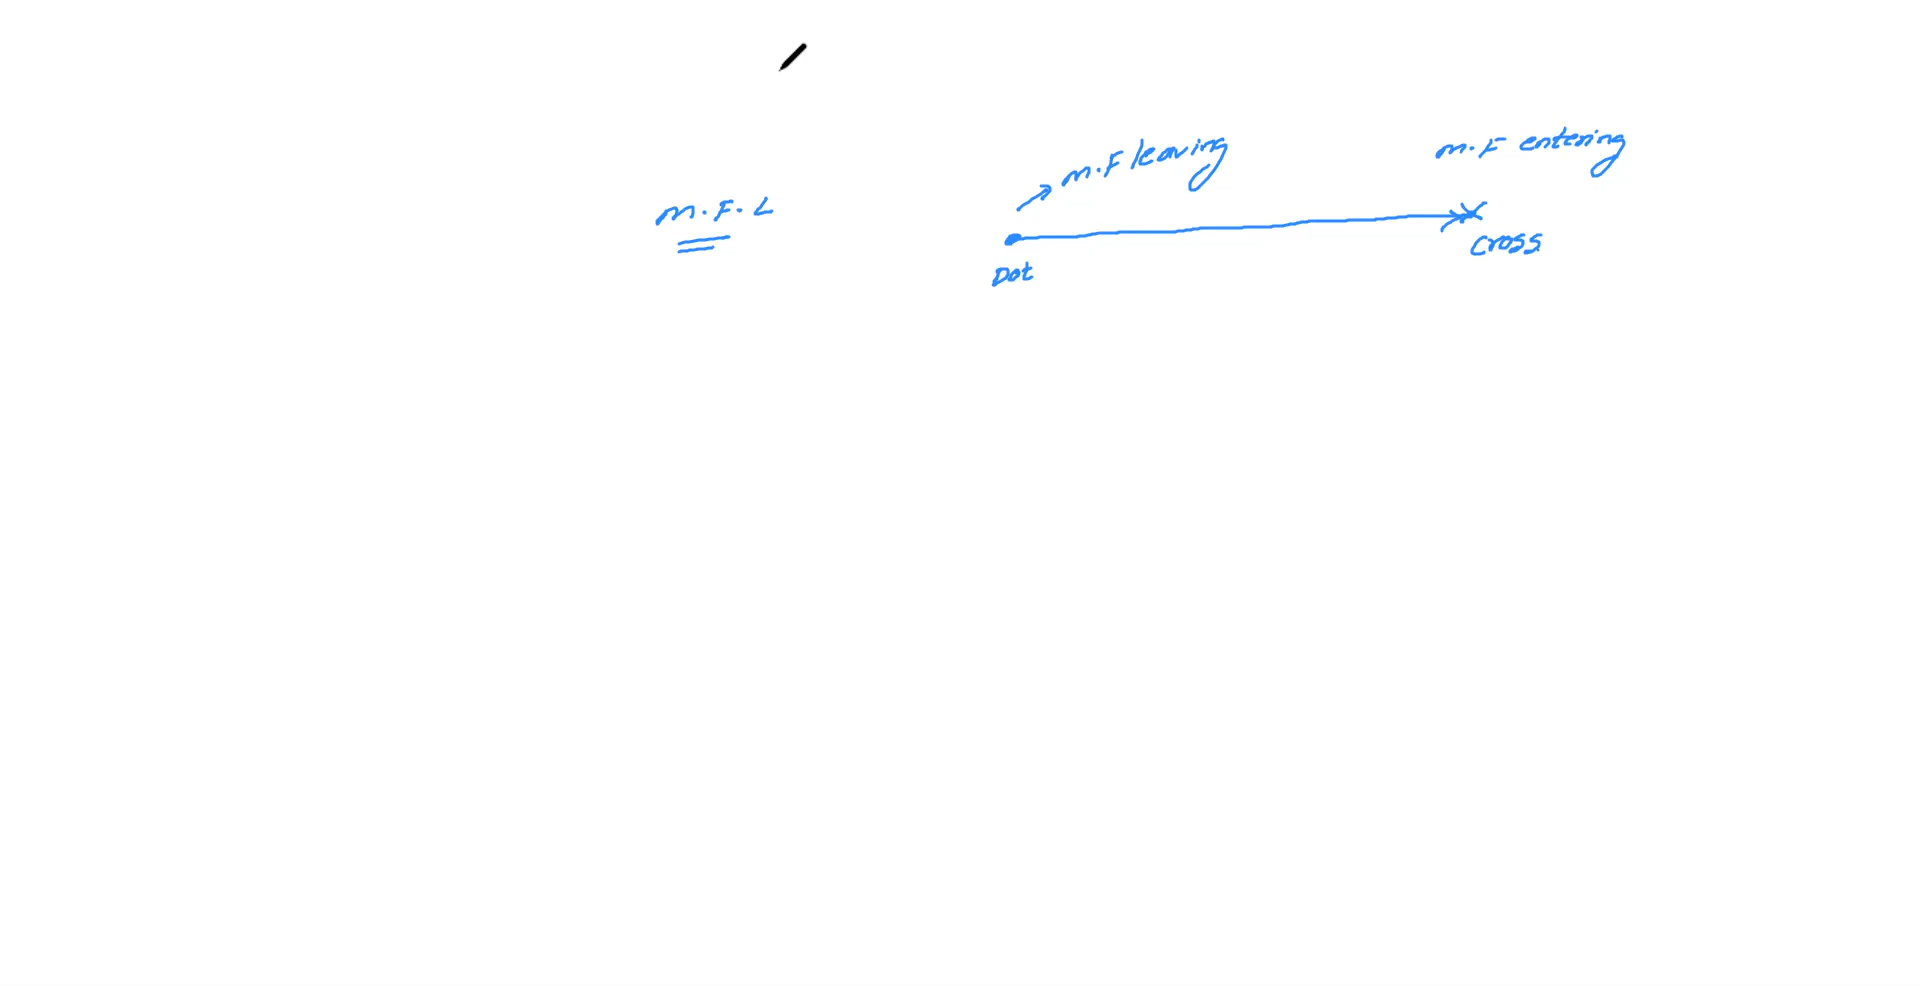 m.F leaving
m.F entering
m.F.L
Dot
cross